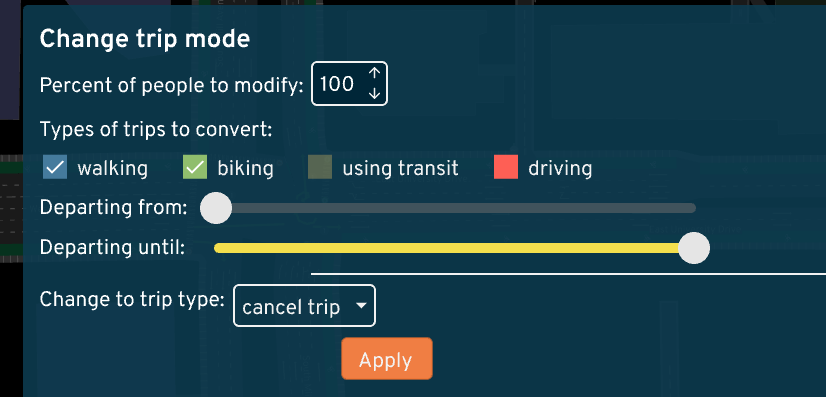 Change trip mode
Percent of people to modify: 100
Types of trips to convert:
walking biking using transit driving
Departing from:
Departing until:
Change to trip type: cancel trip
Apply